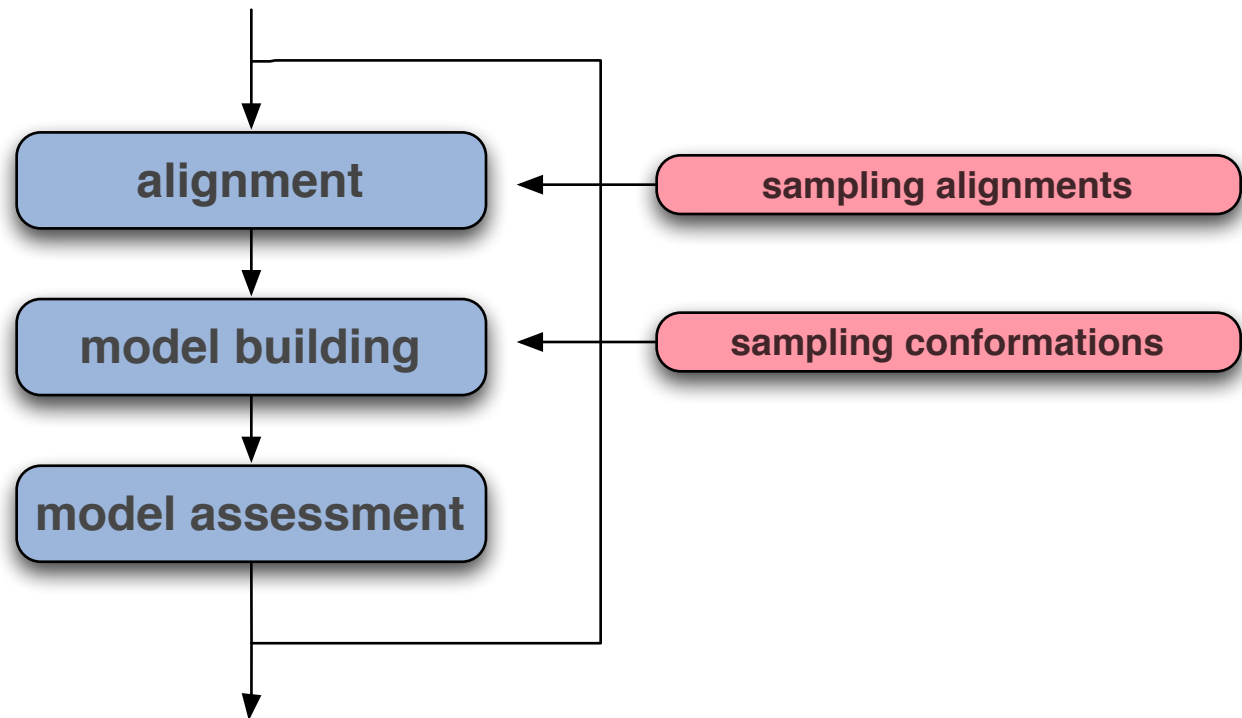 alignment
sampling alignments
model building
sampling conformations
model assessment